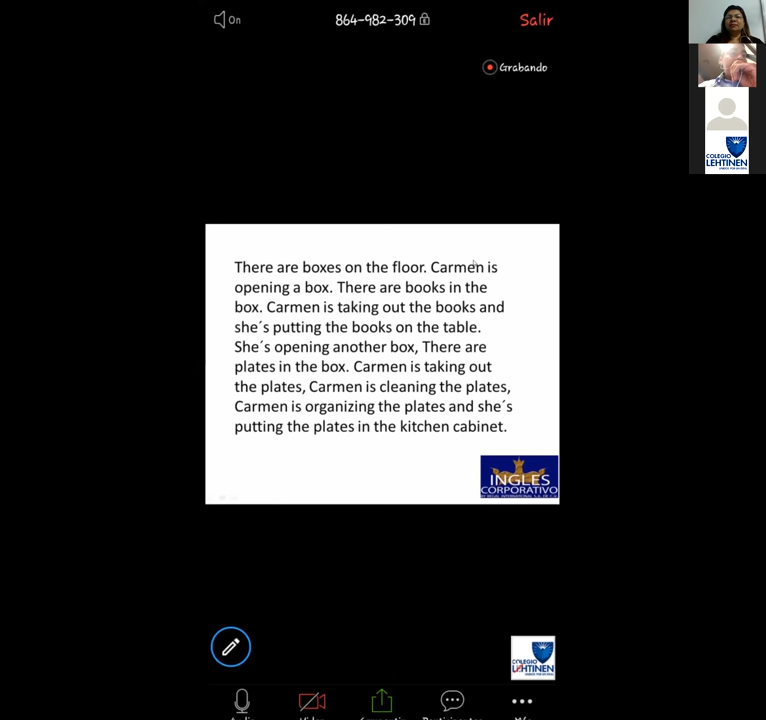 On
864-982-309
Salir
Grabando
COLEGIO
LEHTINEN
There are boxes on the floor. Carmen is
opening a box. There are books in the
box. Carmen is taking out the books and
she´s putting the books on the table.
She´s opening another box, There are
plates in the box. Carmen is taking out
the plates, Carmen is cleaning the plates,
Carmen is organizing the plates and she´s
putting the plates in the kitchen cabinet.
INGLES
CORPORATIVO
COLEGIO
LEHTINEN